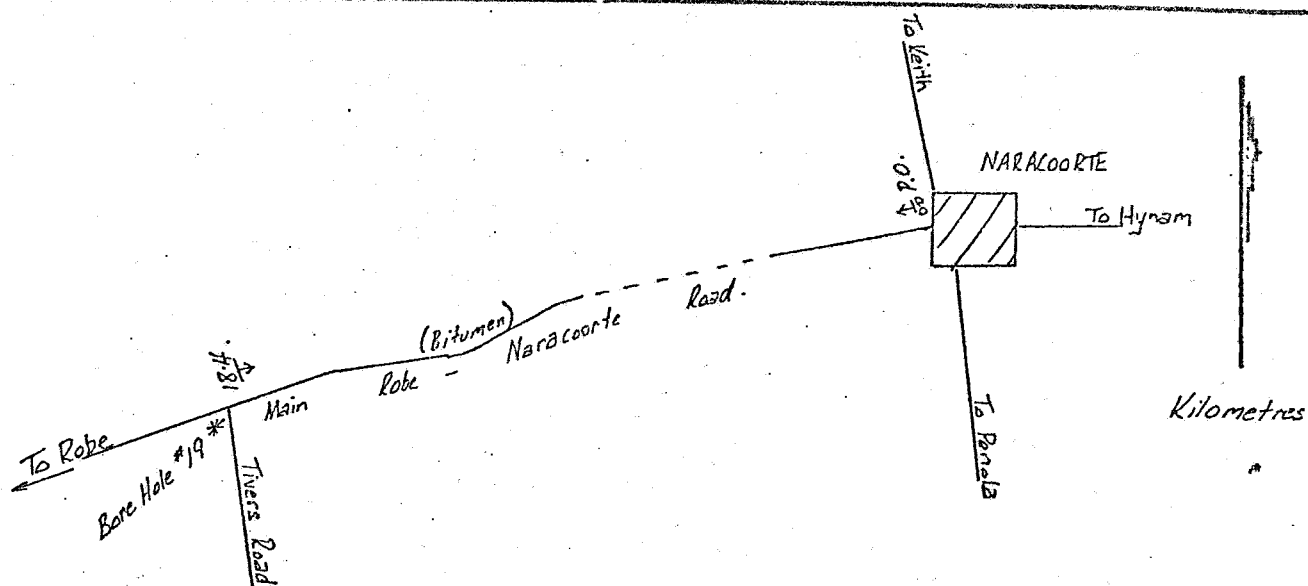 To Keith
NARACOORTE
0.0
To Hynam
Road.
(Bitumen)
Naracoorte
18.4
Robe -
Main
Kilometres
To Penola
To Robe
Bore Hole #19 *
Tivers Road